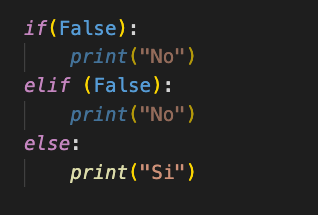 if(False):
    print("No")
elif (False):
    print("No")
else:
    print("Si")